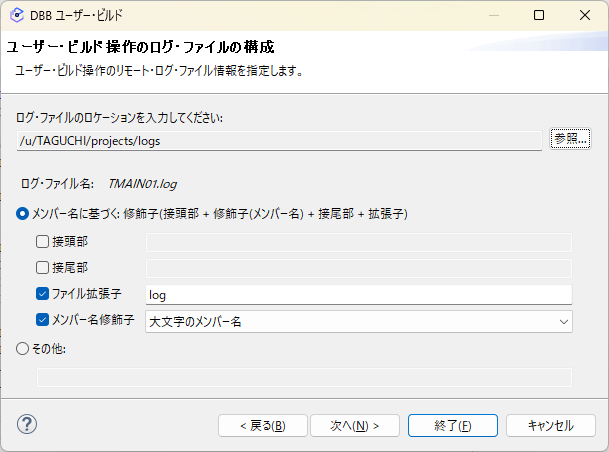 DBB ユーザー・ビルド
ユーザー・ビルド操作のログ・ファイルの構成
ユーザー・ビルド操作のリモート・ログ・ファイル情報を指定します。
ログ・ファイルのロケーションを入力してください:
/u/TAGUCHI/projects/logs
参照...
ログ・ファイル名: TMAIN01.log
メンバー名に基づく: 修飾子(接頭部 + 修飾子(メンバー名) + 接尾部 + 拡張子)
接頭部
接尾部
ファイル拡張子 log
メンバー名修飾子 大文字のメンバー名
その他:
? < 戻る(B) 次へ(N) > 終了(F) キャンセル